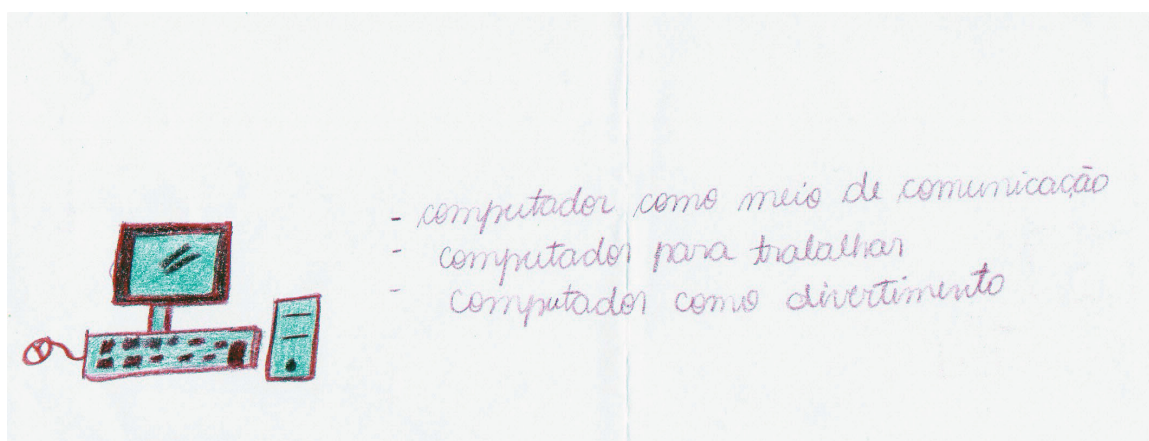 - computador como meio de comunicação
- computador para trabalhar
- computador como divertimento